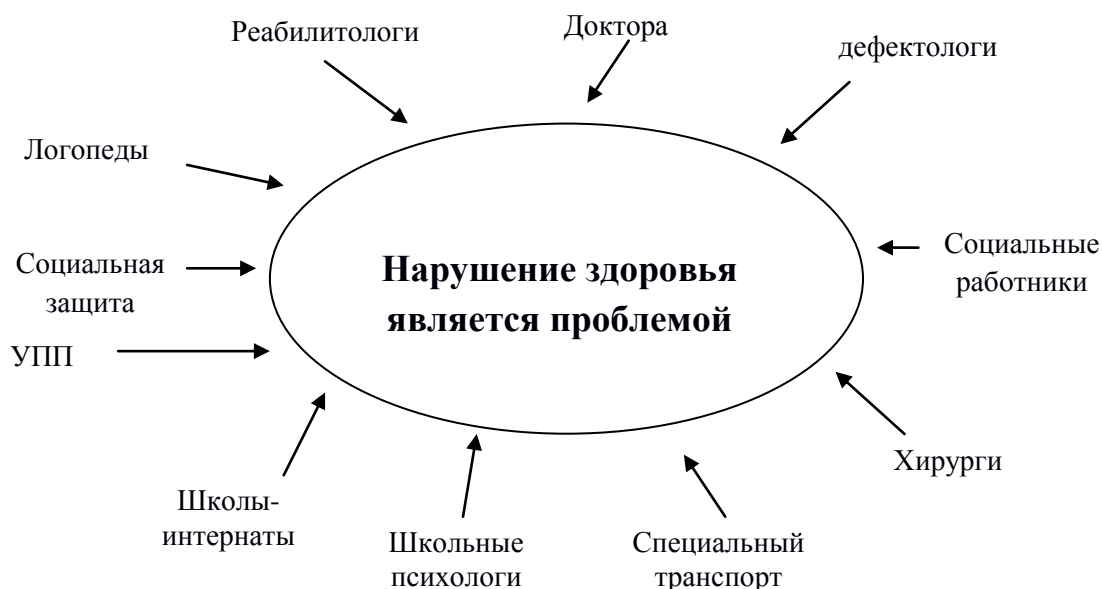 Реабилитологи
Доктора
дефектологи
Логопеды
Социальная
защита
УПП
Нарушение здоровья
является проблемой
Социальные
работники
Хирурги
Школы-
интернаты
Школьные
психологи
Специальный
транспорт